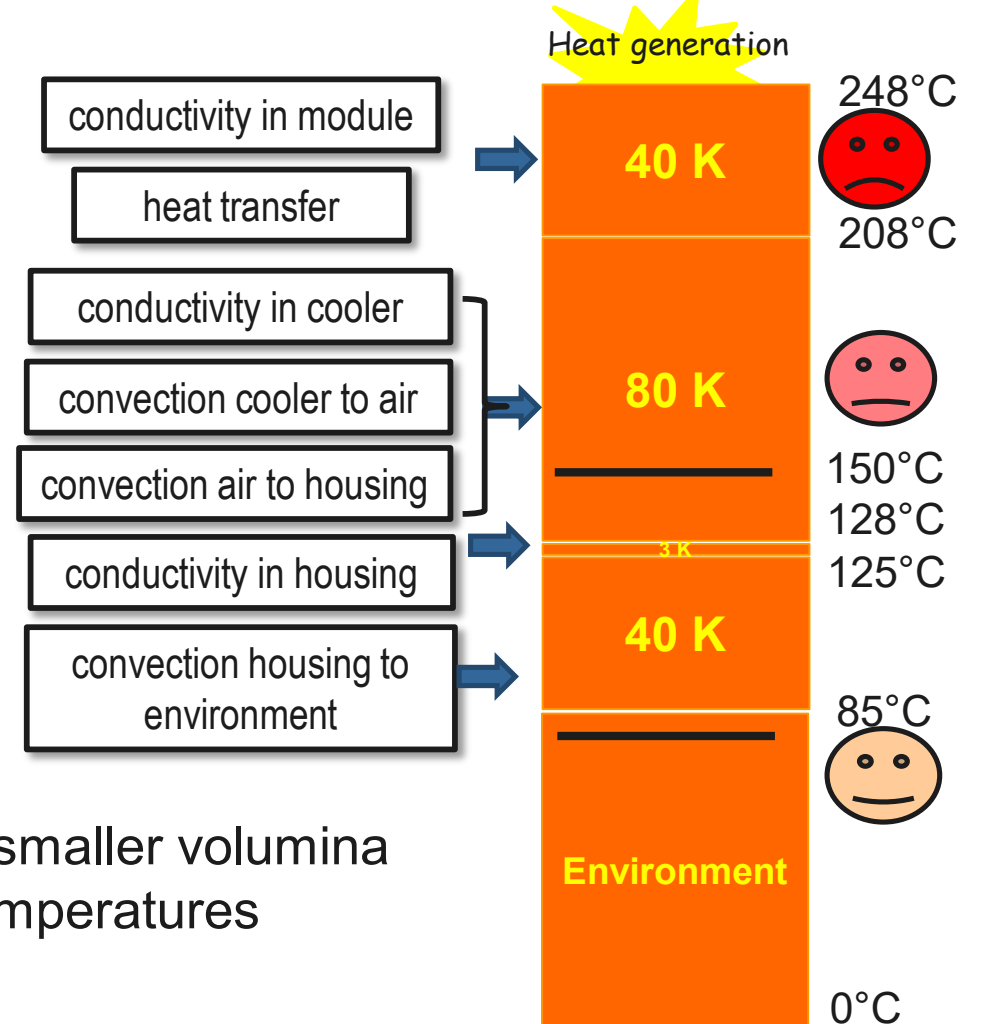 Heat generation
conductivity in module
heat transfer
conductivity in cooler
convection cooler to air
convection air to housing
conductivity in housing
convection housing to
environment
40 K
80 K
3 K
40 K
Environment
248°C
208°C
150°C
128°C
125°C
85°C
0°C
smaller volumina
mperatures